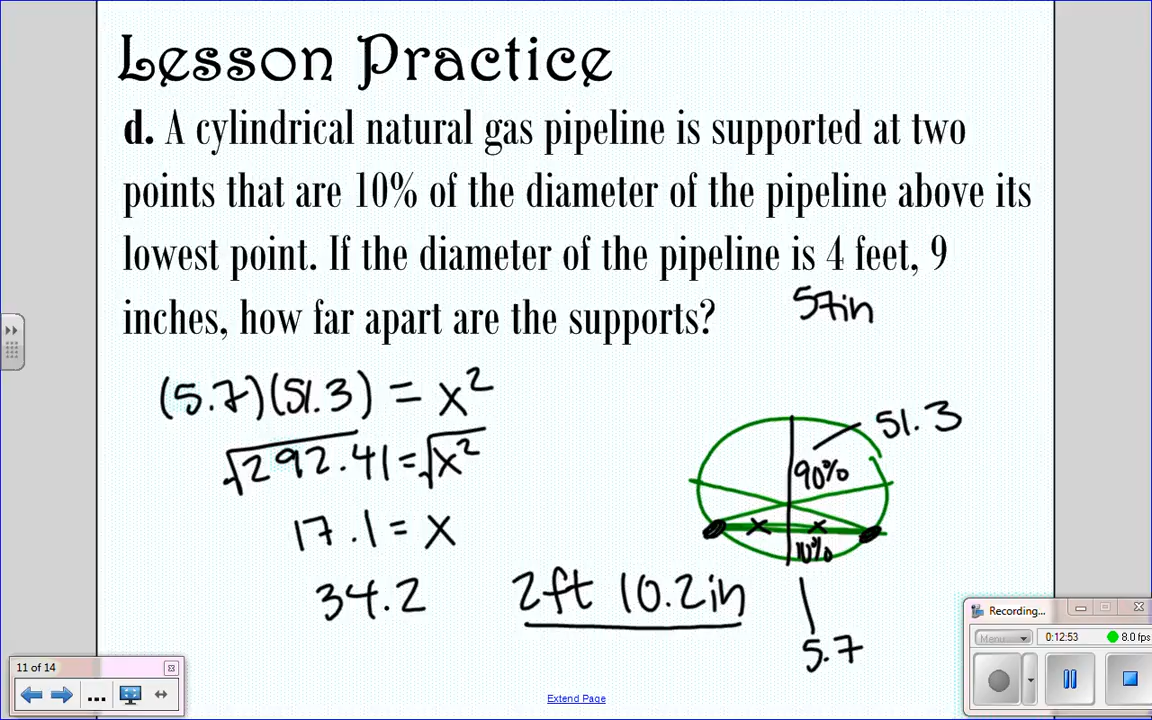 Lesson Practice
d. A cylindrical natural gas pipeline is supported at two
points that are 10% of the diameter of the pipeline above its
lowest point. If the diameter of the pipeline is 4 feet, 9
inches, how far apart are the supports?
57in
(5.7)(51.3) = x²
√292.41 = √x²
17.1 = x
34.2
2ft 10.2in
51.3
90%
x x
10%
5.7
Recording...
Menu
0:12:53
8.0 fps
11 of 14
...
Extend Page